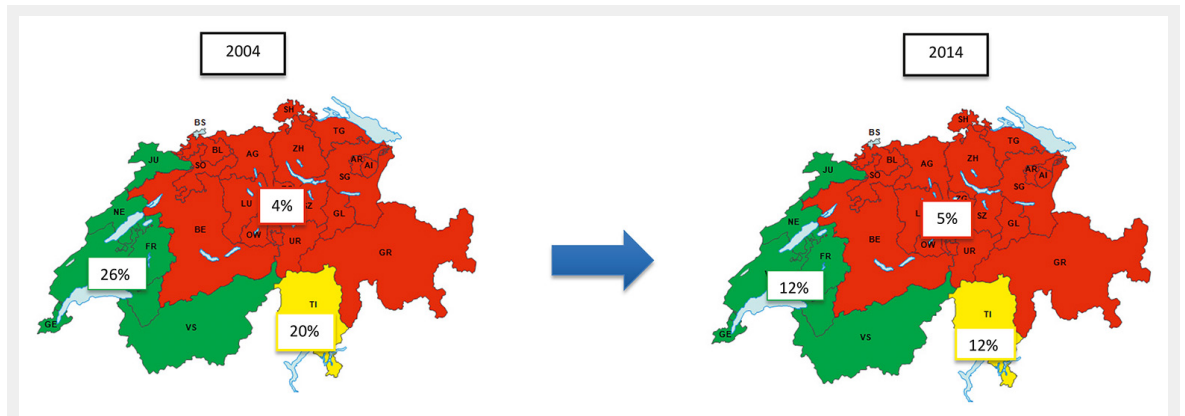 2004
2014
SH
BS
TG
BL
AG
ZH
JU
SO
AR
AI
SG
LU
4%
SZ
GL
NE
BE
FR
OW
UR
GR
26%
TI
VS
GE
20%
SH
BS
TG
BL
AG
ZH
JU
SO
AR
AI
SG
L
5%
SZ
GL
NE
BE
FR
OW
UR
GR
12%
TI
VS
GE
12%